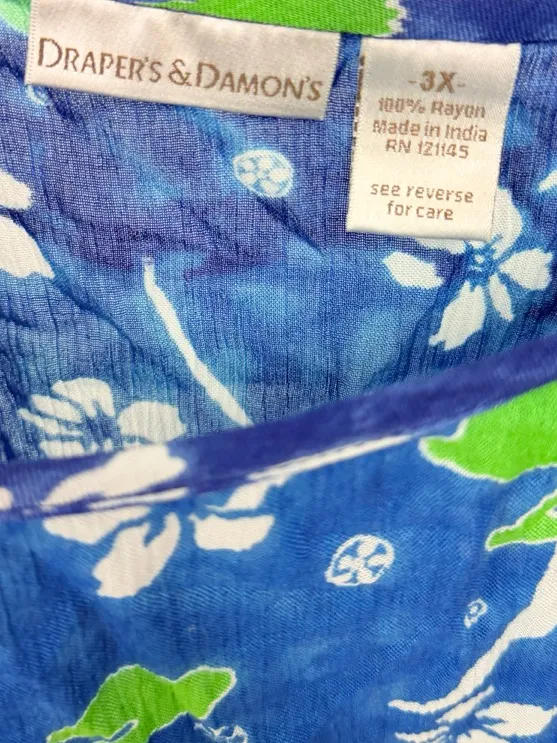 DRAPER'S & DAMON'S
-3X-
100% Rayon
Made in India
RN 121145
see reverse
for care